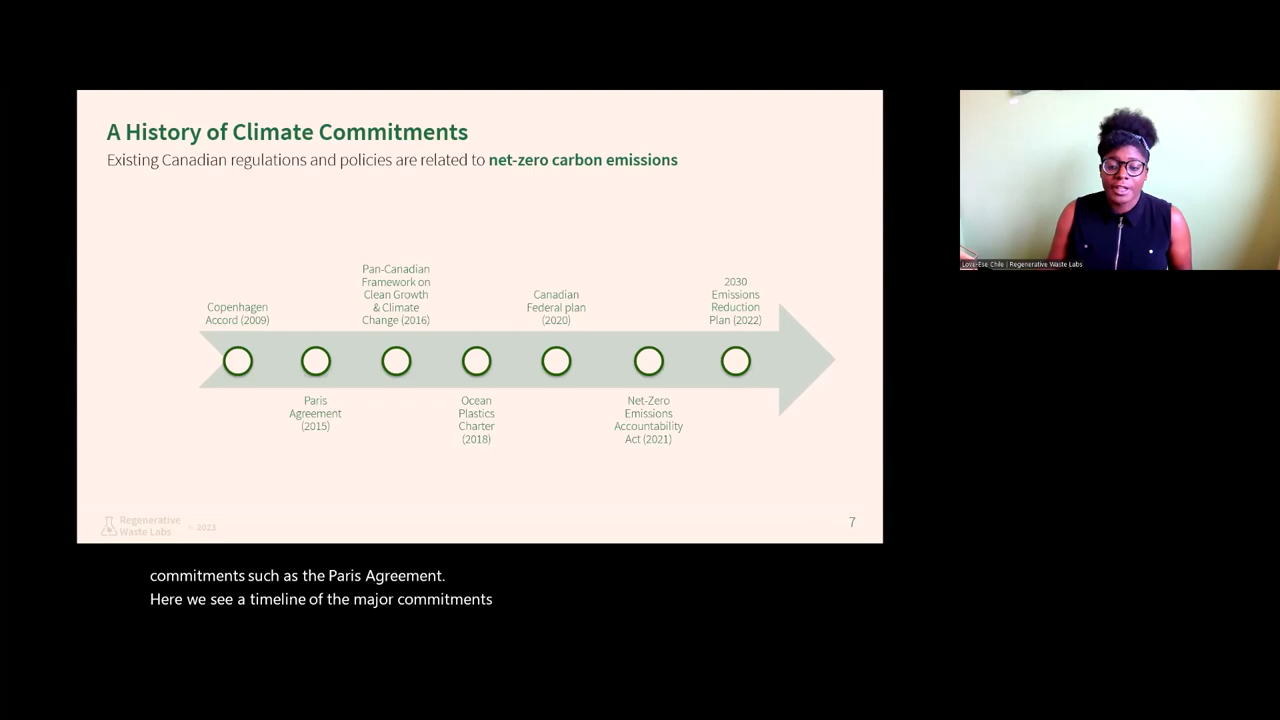 A History of Climate Commitments
Existing Canadian regulations and policies are related to net-zero carbon emissions
Copenhagen
Accord (2009)
Paris
Agreement
(2015)
Pan-Canadian
Framework on
Clean Growth
& Climate
Change (2016)
Ocean
Plastics
Charter
(2018)
Canadian
Federal plan
(2020)
Net-Zero
Emissions
Accountability
Act (2021)
2030
Emissions
Reduction
Plan (2022)
Regenerative
Waste Labs
© 2023
7
Love-Ese Chile | Regenerative Waste Labs
commitments such as the Paris Agreement.
Here we see a timeline of the major commitments